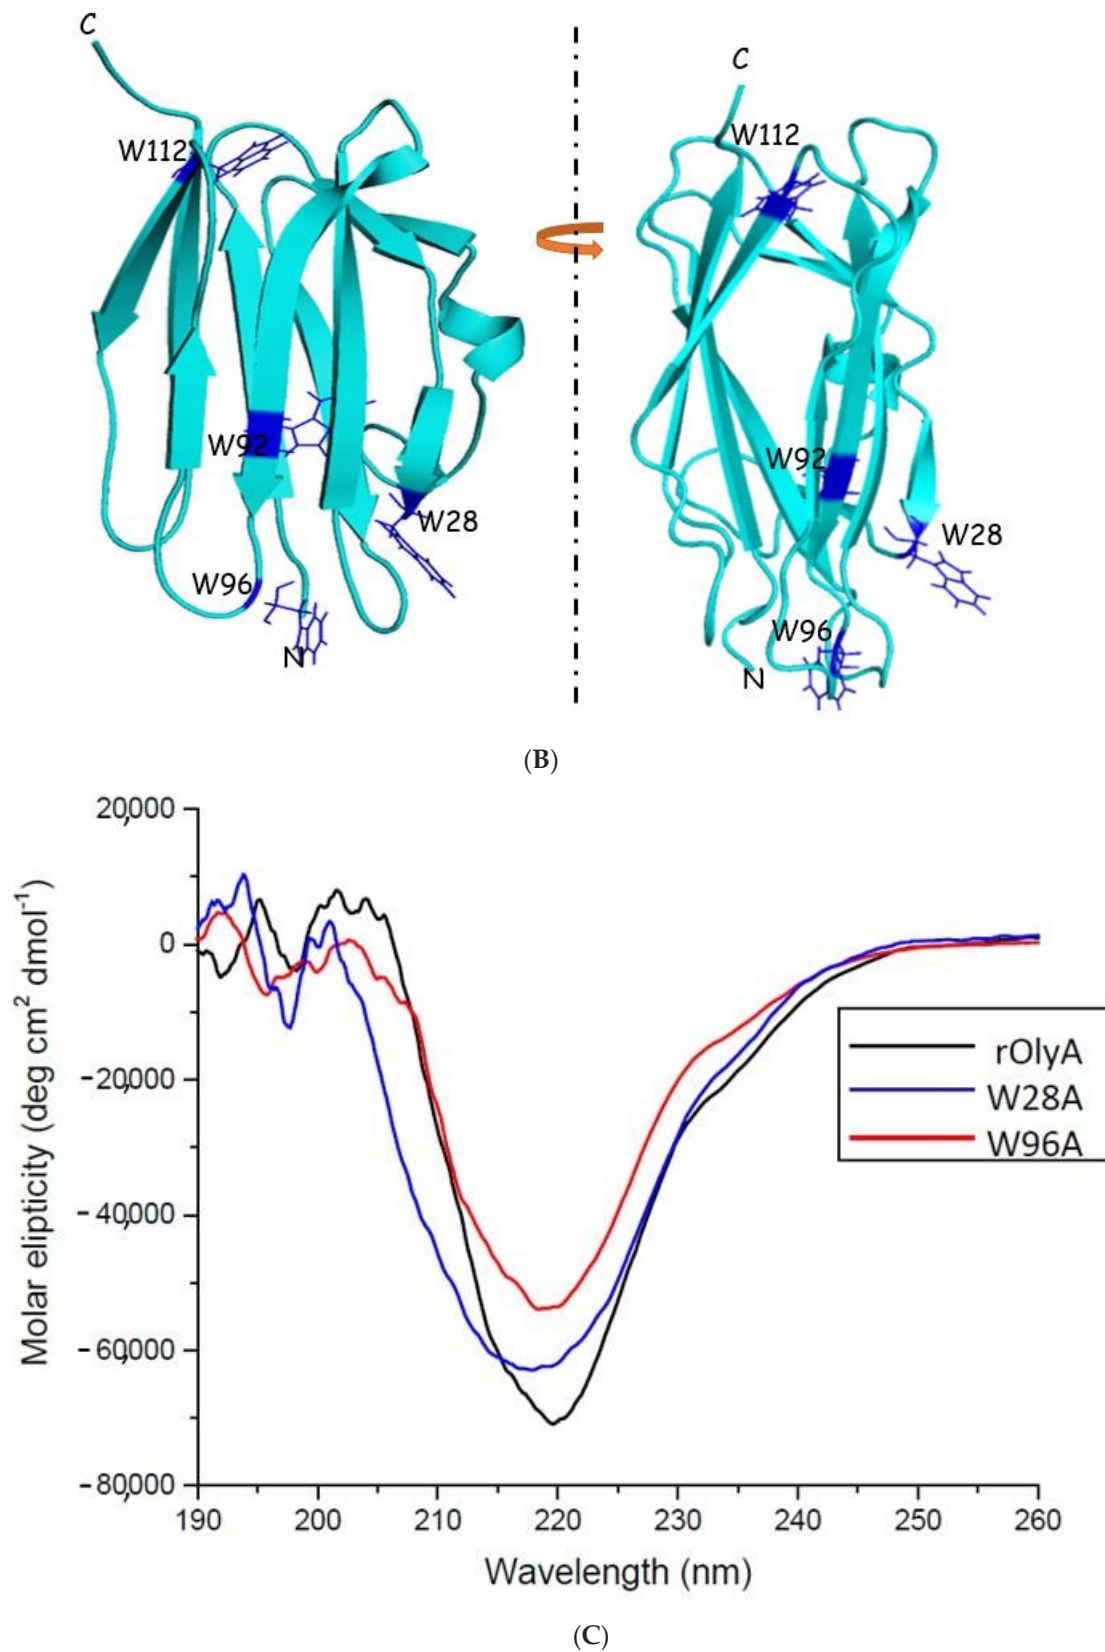 C
C
W112
W112
W92
W92
W28
W28
W96
W96
N
N
(B)
20,000
0
−20,000
−40,000
−60,000
−80,000
Molar elipticity (deg cm² dmol⁻¹)
rOlyA
W28A
W96A
190 200 210 220 230 240 250 260
Wavelength (nm)
(C)